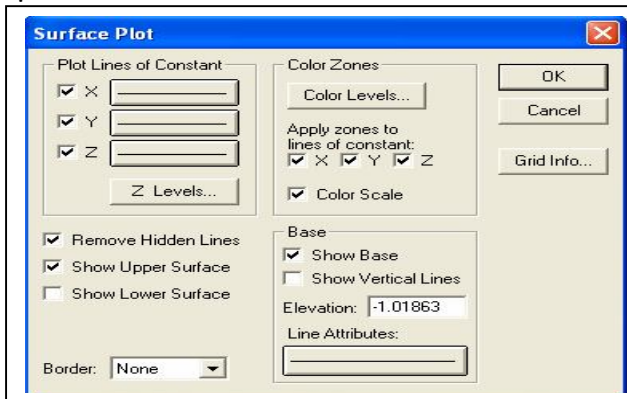 Surface Plot
Plot Lines of Constant
X
Y
Z
Z Levels...
Remove Hidden Lines
Show Upper Surface
Show Lower Surface
Border: None
Color Zones
Color Levels...
Apply zones to
lines of constant:
X Y Z
Color Scale
Base
Show Base
Show Vertical Lines
Elevation: -1.01863
Line Attributes:
OK
Cancel
Grid Info...